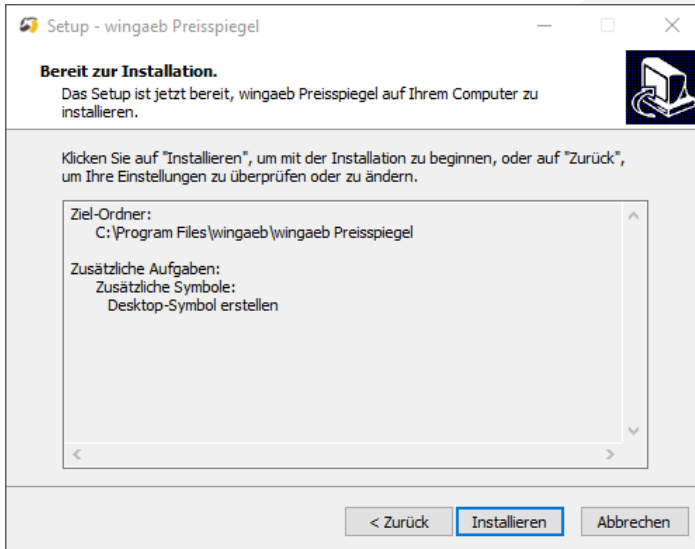 Setup - wingaeb Preisspiegel
Bereit zur Installation.
Das Setup ist jetzt bereit, wingaeb Preisspiegel auf Ihrem Computer zu
installieren.
Klicken Sie auf "Installieren", um mit der Installation zu beginnen, oder auf "Zurück",
um Ihre Einstellungen zu überprüfen oder zu ändern.
Ziel-Ordner:
C:\Program Files\wingaeb\wingaeb Preisspiegel
Zusätzliche Aufgaben:
Zusätzliche Symbole:
Desktop-Symbol erstellen
< Zurück
Installieren
Abbrechen